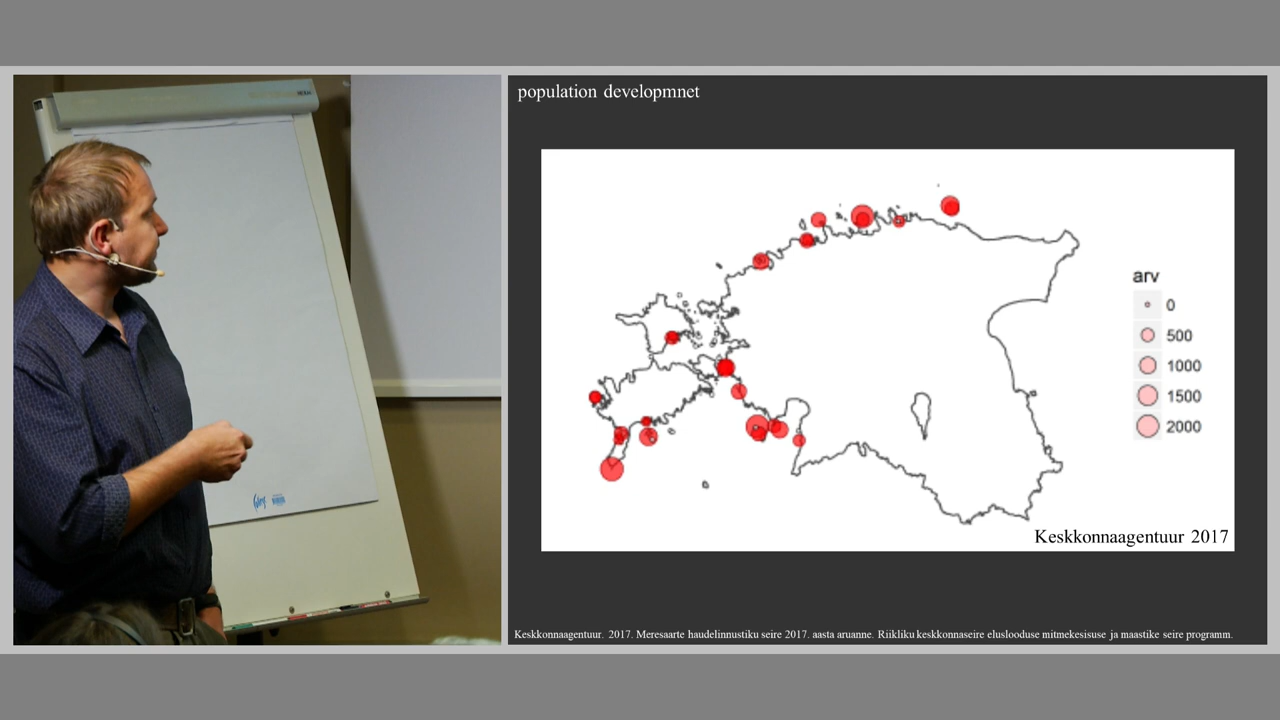 population developmnet
arv
0
500
1000
1500
2000
Keskkonnaagentuur 2017
Keskkonnaagentuur. 2017. Meresaarte haudelinnustiku seire 2017. aasta aruanne. Riikliku keskkonnaseire eluslooduse mitmekesisuse ja maastike seire programm.